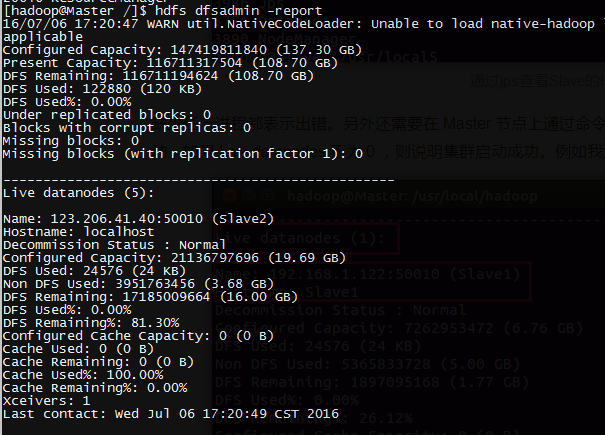 [hadoop@Master /]$ hdfs dfsadmin -report
16/07/06 17:20:47 WARN util.NativeCodeLoader: Unable to load native-hadoop
applicable
Configured Capacity: 147419811840 (137.30 GB)
Present Capacity: 116711317504 (108.70 GB)
DFS Remaining: 116711194624 (108.70 GB)
DFS Used: 122880 (120 KB)
DFS Used%: 0.00%
Under replicated blocks: 0
Blocks with corrupt replicas: 0
Missing blocks: 0
Missing blocks (with replication factor 1): 0
-------------------------------------------------
Live datanodes (5):
Name: 123.206.41.40:50010 (Slave2)
Hostname: localhost
Decommission Status : Normal
Configured Capacity: 21136797696 (19.69 GB)
DFS Used: 24576 (24 KB)
Non DFS Used: 3951763456 (3.68 GB)
DFS Remaining: 17185009664 (16.00 GB)
DFS Used%: 0.00%
DFS Remaining%: 81.30%
Configured Cache Capacity: 0 (0 B)
Cache Used: 0 (0 B)
Cache Remaining: 0 (0 B)
Cache Used%: 100.00%
Cache Remaining%: 0.00%
Xceivers: 1
Last contact: Wed Jul 06 17:20:49 CST 2016
3890 NodeManager
/usr/local$
通过jps查看Slave的
进程都表示出错。另外还需要在 Master 节点上通过命令
，则说明集群启动成功。例如我
hadoop@Master: /usr/local/hadoop
Live datanodes (1):
Name: 192.168.1.122:50010 (Slave1)
Slave1
Decommission Status : Normal
Configured Capacity: 7262953472 (6.76 GB)
DFS Used: 24576 (24 KB)
Non DFS Used: 5365833728 (5.00 GB)
DFS Remaining: 1897095168 (1.77 GB)
DFS Used%: 0.00%
DFS Remaining%: 26.12%